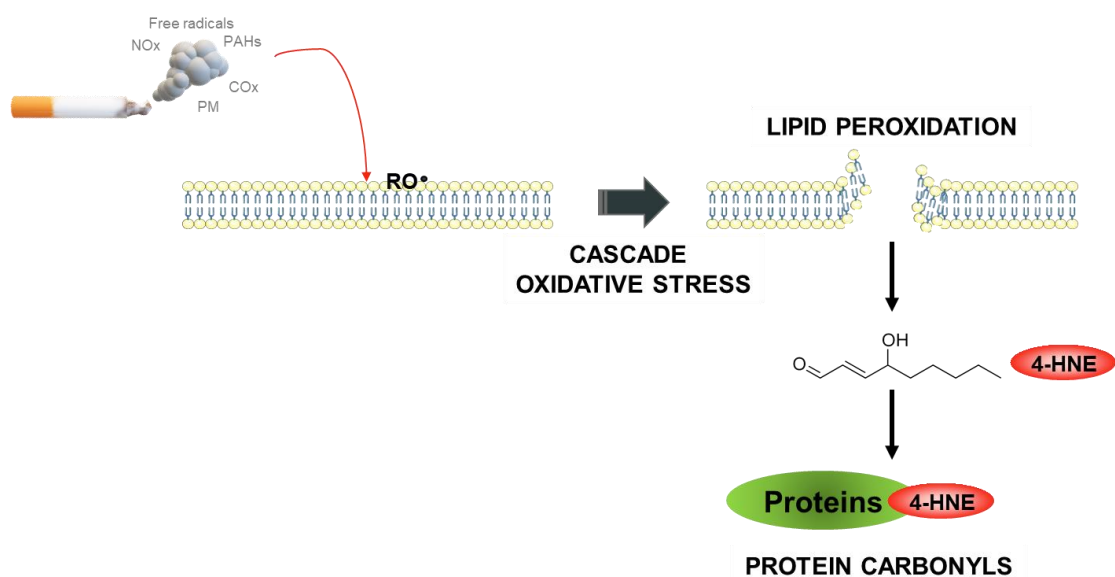 Free radicals
NOx
PAHs
COx
PM
RO•
LIPID PEROXIDATION
CASCADE
OXIDATIVE STRESS
OH
O
4-HNE
Proteins
4-HNE
PROTEIN CARBONYLS